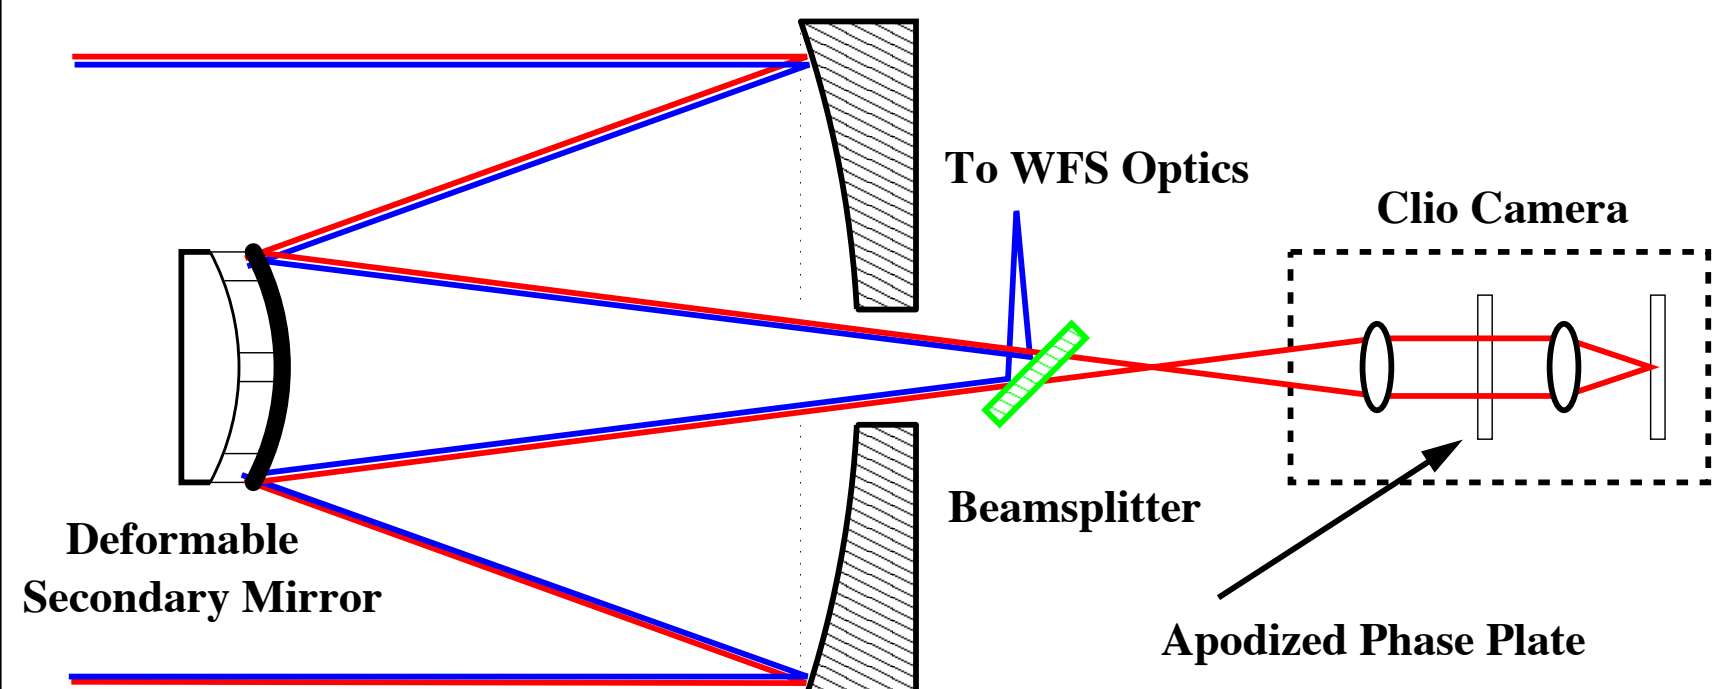 To WFS Optics
Clio Camera
Beamsplitter
Deformable
Secondary Mirror
Apodized Phase Plate